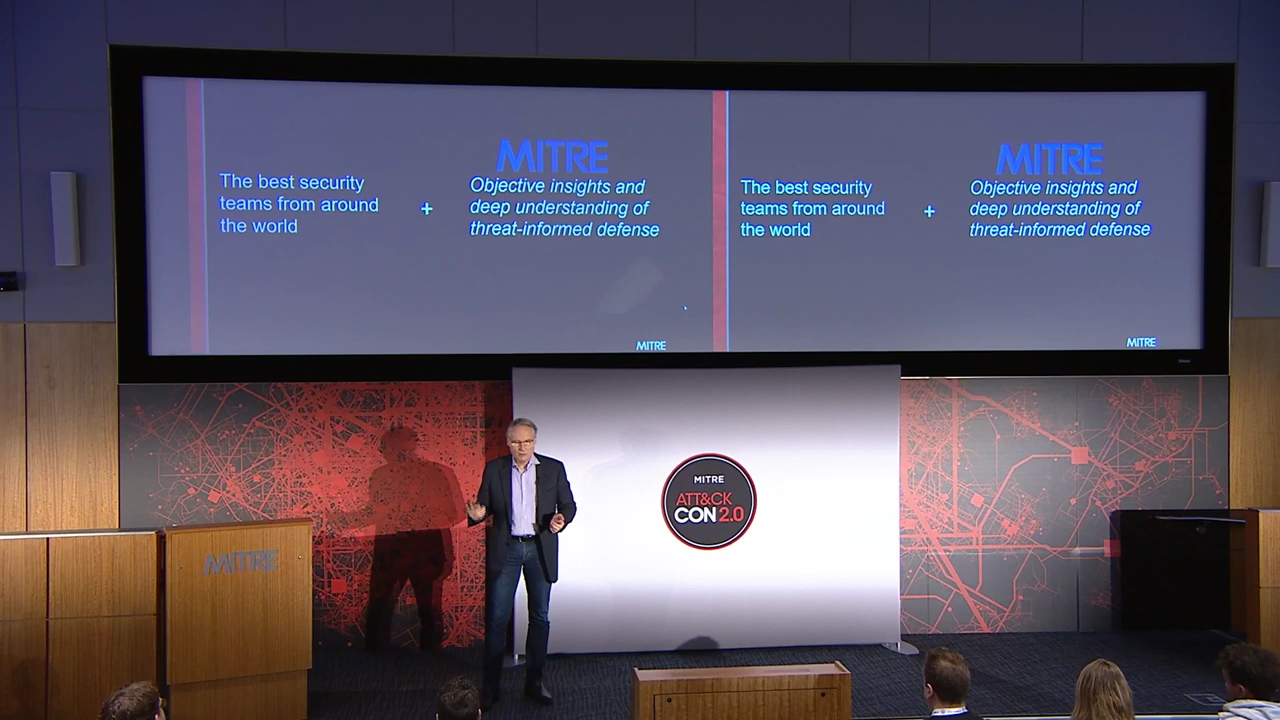 MITRE
The best security
teams from around
the world
+
Objective insights and
deep understanding of
threat-informed defense
MITRE
MITRE
The best security
teams from around
the world
+
Objective insights and
deep understanding of
threat-informed defense
MITRE
MITRE
ATT&CK
CON 2.0
MITRE